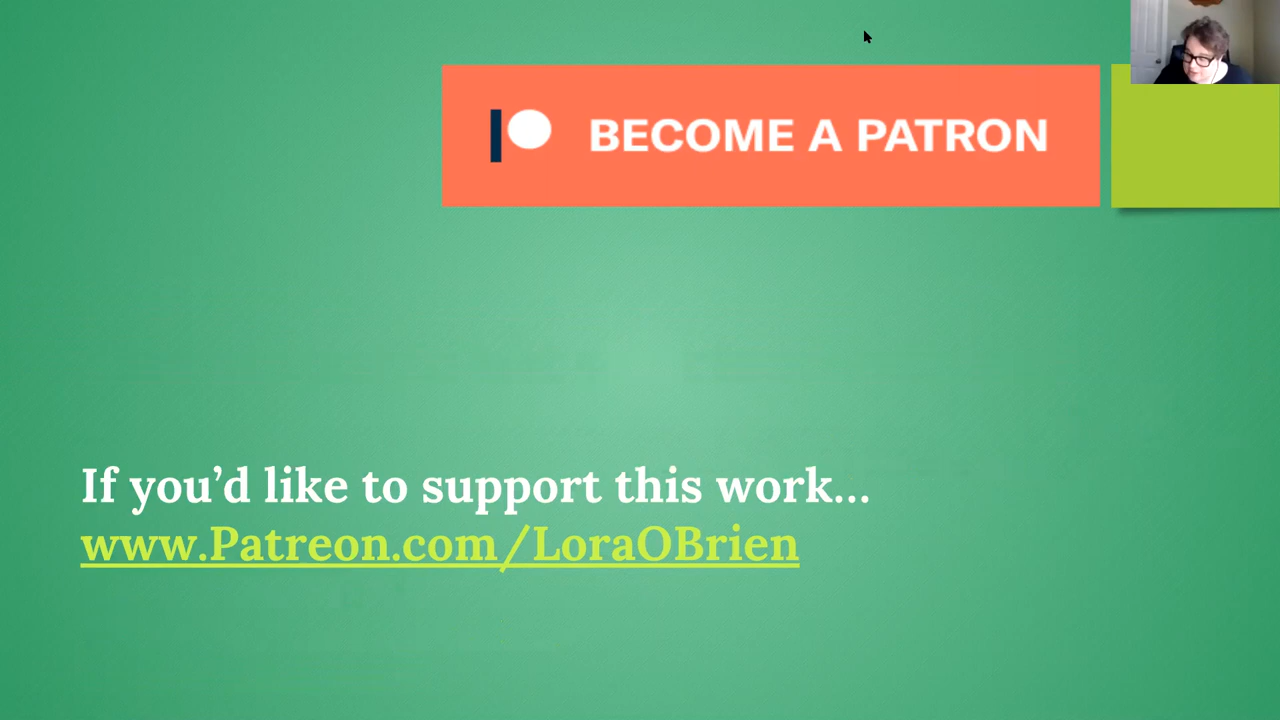 BECOME A PATRON
If you’d like to support this work…
www.Patreon.com/LoraOBrien